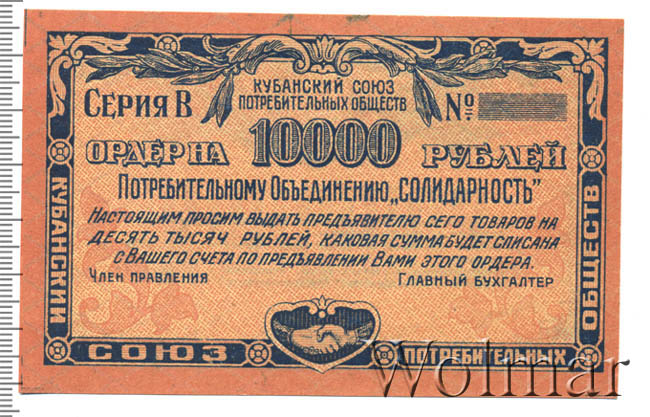 КУБАНСКИЙ СОЮЗ
ПОТРЕБИТЕЛЬНЫХ ОБЩЕСТВ
СЕРИЯ В
№
ОРДЕР НА 10000 РУБЛЕЙ
ПОТРЕБИТЕЛЬНОМУ ОБЪЕДИНЕНИЮ „СОЛИДАРНОСТЬ"
НАСТОЯЩИМ ПРОСИМ ВЫДАТЬ ПРЕДЪЯВИТЕЛЮ СЕГО ТОВАРОВ НА
ДЕСЯТЬ ТЫСЯЧ РУБЛЕЙ, КАКОВАЯ СУММА БУДЕТ СПИСАНА
С ВАШЕГО СЧЕТА ПО ПРЕДЪЯВЛЕНИИ ВАМИ ЭТОГО ОРДЕРА.
ЧЛЕН ПРАВЛЕНИЯ
ГЛАВНЫЙ БУХГАЛТЕР
КУБАНСКИЙ
СОЮЗ
ПОТРЕБИТЕЛЬНЫХ
ОБЩЕСТВ
Wolmar